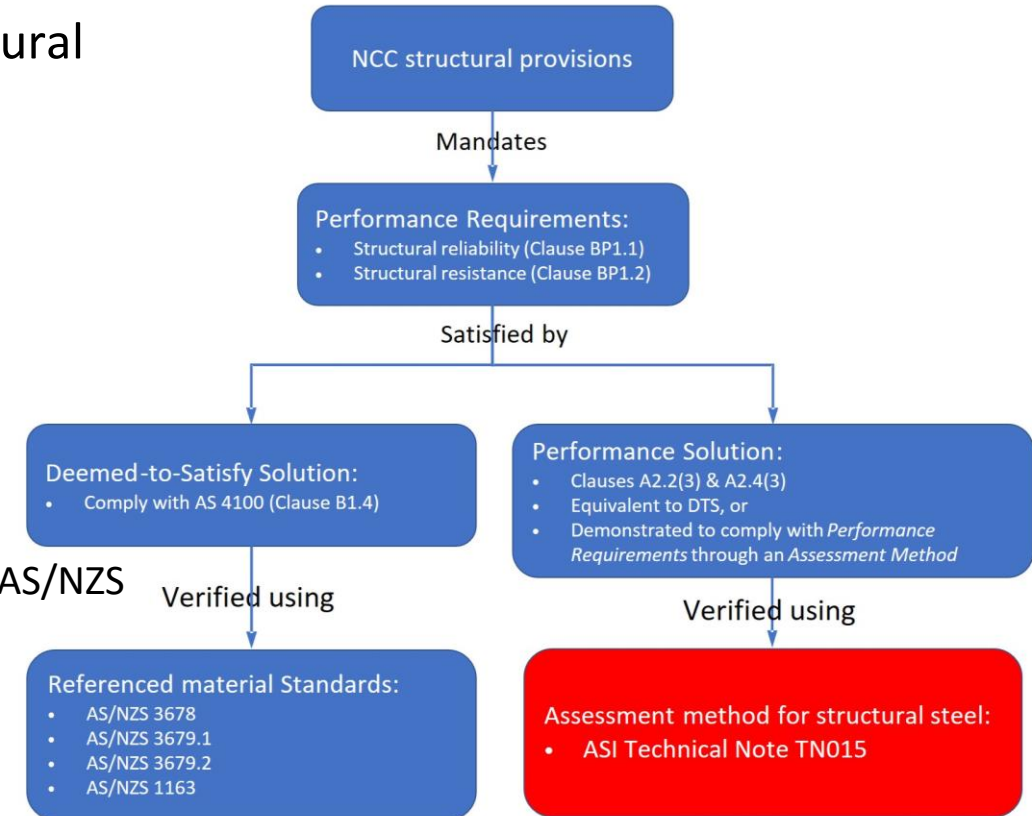 ural
NCC structural provisions
Mandates
Performance Requirements:
• Structural reliability (Clause BP1.1)
• Structural resistance (Clause BP1.2)
Satisfied by
Deemed-to-Satisfy Solution:
• Comply with AS 4100 (Clause B1.4)
Performance Solution:
• Clauses A2.2(3) & A2.4(3)
• Equivalent to DTS, or
• Demonstrated to comply with Performance
Requirements through an Assessment Method
AS/NZS
Verified using
Verified using
Referenced material Standards:
• AS/NZS 3678
• AS/NZS 3679.1
• AS/NZS 3679.2
• AS/NZS 1163
Assessment method for structural steel:
• ASI Technical Note TN015